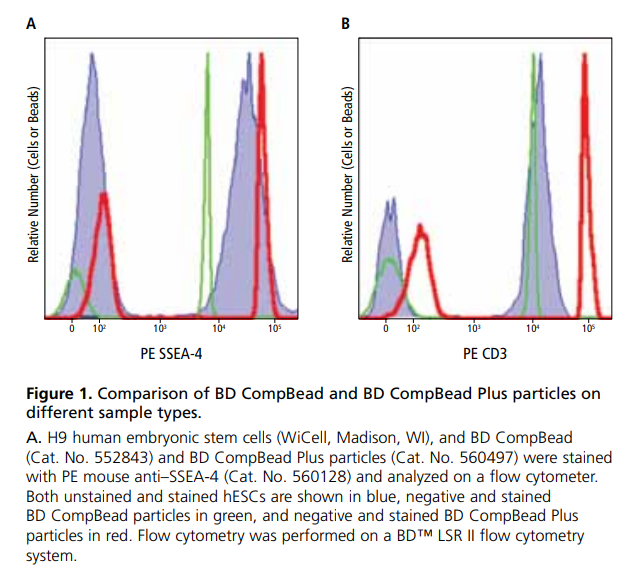 A
B
Relative Number (Cells or Beads)
Relative Number (Cells or Beads)
0 10² 10³ 10⁴ 10⁵
0 10² 10³ 10⁴ 10⁵
PE SSEA-4
PE CD3
Figure 1. Comparison of BD CompBead and BD CompBead Plus particles on
different sample types.
A. H9 human embryonic stem cells (WiCell, Madison, WI), and BD CompBead
(Cat. No. 552843) and BD CompBead Plus particles (Cat. No. 560497) were stained
with PE mouse anti–SSEA-4 (Cat. No. 560128) and analyzed on a flow cytometer.
Both unstained and stained hESCs are shown in blue, negative and stained
BD CompBead particles in green, and negative and stained BD CompBead Plus
particles in red. Flow cytometry was performed on a BD™ LSR II flow cytometry
system.